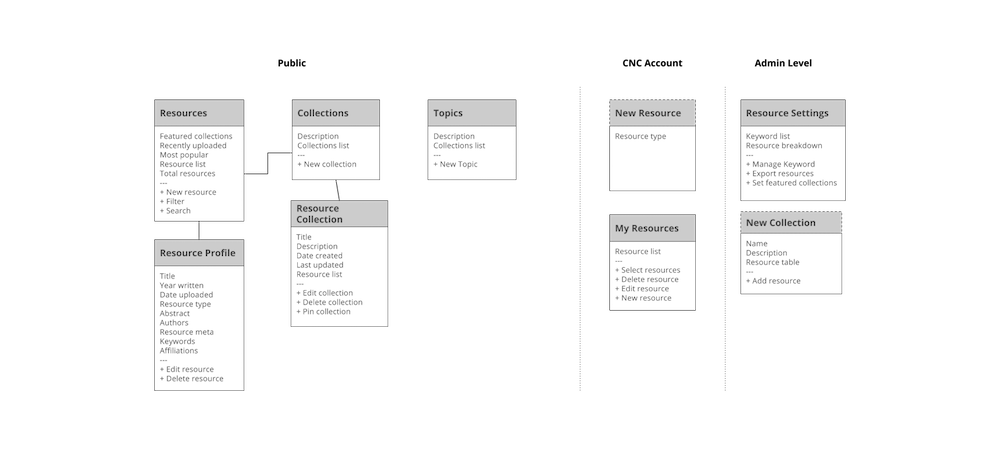 Public
CNC Account
Admin Level
Resources
Featured collections
Recently uploaded
Most popular
Resource list
Total resources
---
+ New resource
+ Filter
+ Search
Resource Profile
Title
Year written
Date uploaded
Resource type
Abstract
Authors
Resource meta
Keywords
Affiliations
---
+ Edit resource
+ Delete resource
Collections
Description
Collections list
---
+ New collection
Resource
Collection
Title
Description
Date created
Last updated
Resource list
---
+ Edit collection
+ Delete collection
+ Pin collection
Topics
Description
Collections list
---
+ New Topic
New Resource
Resource type
My Resources
Resource list
---
+ Select resources
+ Delete resource
+ Edit resource
+ New resource
Resource Settings
Keyword list
Resource breakdown
---
+ Manage Keyword
+ Export resources
+ Set featured collections
New Collection
Name
Description
Resource table
---
+ Add resource